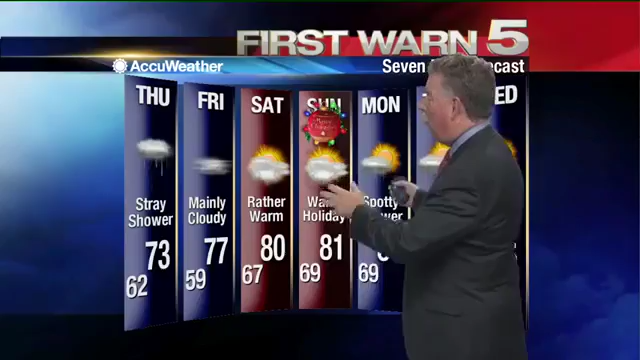 FIRST WARN 5
AccuWeather
Seven
THU
FRI
SAT
SUN
MON
Stray
Shower
Mainly
Cloudy
Rather
Warm
Holiday
73
77
80
81
62
59
67
69
69